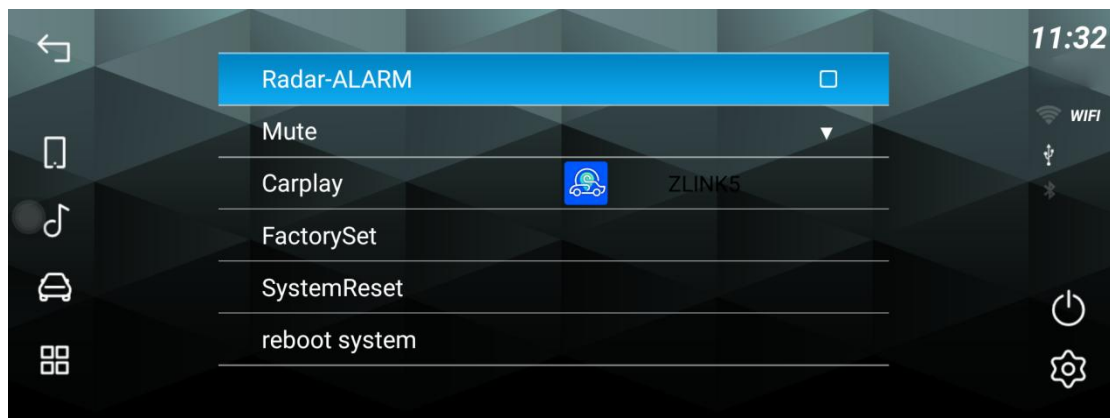 11:32
Radar-ALARM
WIFI
Mute
Carplay ZLINK5
FactorySet
SystemReset
reboot system